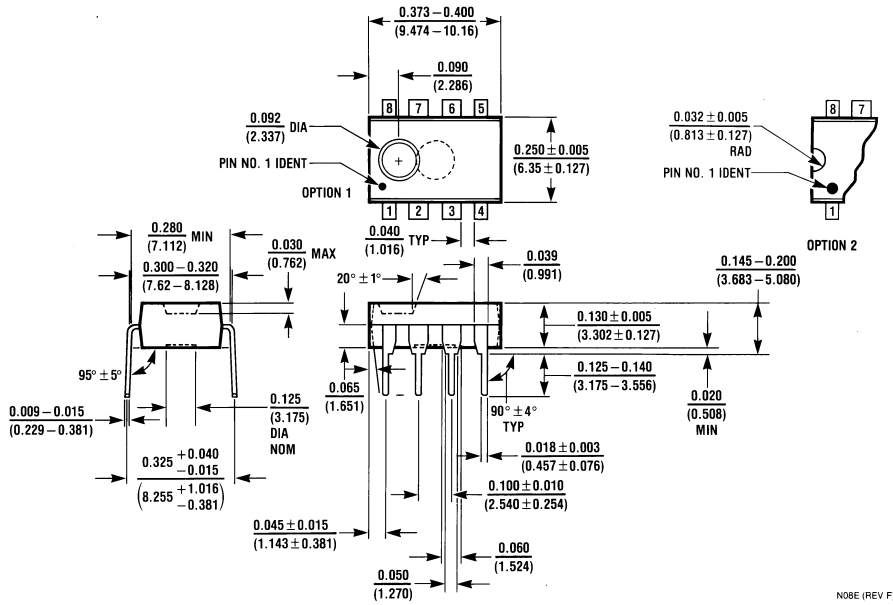 0.373–0.400
(9.474–10.16)
0.090
(2.286)
8 7 6 5
0.092 DIA
(2.337)
PIN NO. 1 IDENT
OPTION 1
0.250 ± 0.005
(6.35 ± 0.127)
1 2 3 4
0.032 ± 0.005
(0.813 ± 0.127)
RAD
PIN NO. 1 IDENT
8 7
1
OPTION 2
0.280 MIN
(7.112)
0.300–0.320
(7.62–8.128)
0.030 MAX
(0.762)
0.040 TYP
(1.016)
20° ± 1°
0.039
(0.991)
0.145–0.200
(3.683–5.080)
0.130 ± 0.005
(3.302 ± 0.127)
0.125–0.140
(3.175–3.556)
0.020
(0.508)
MIN
95° ± 5°
0.009–0.015
(0.229–0.381)
0.125
(3.175)
DIA
NOM
0.065
(1.651)
90° ± 4°
TYP
0.325 +0.040
−0.015
(8.255 +1.016
−0.381)
0.018 ± 0.003
(0.457 ± 0.076)
0.100 ± 0.010
(2.540 ± 0.254)
0.045 ± 0.015
(1.143 ± 0.381)
0.060
(1.524)
0.050
(1.270)
N08E (REV F